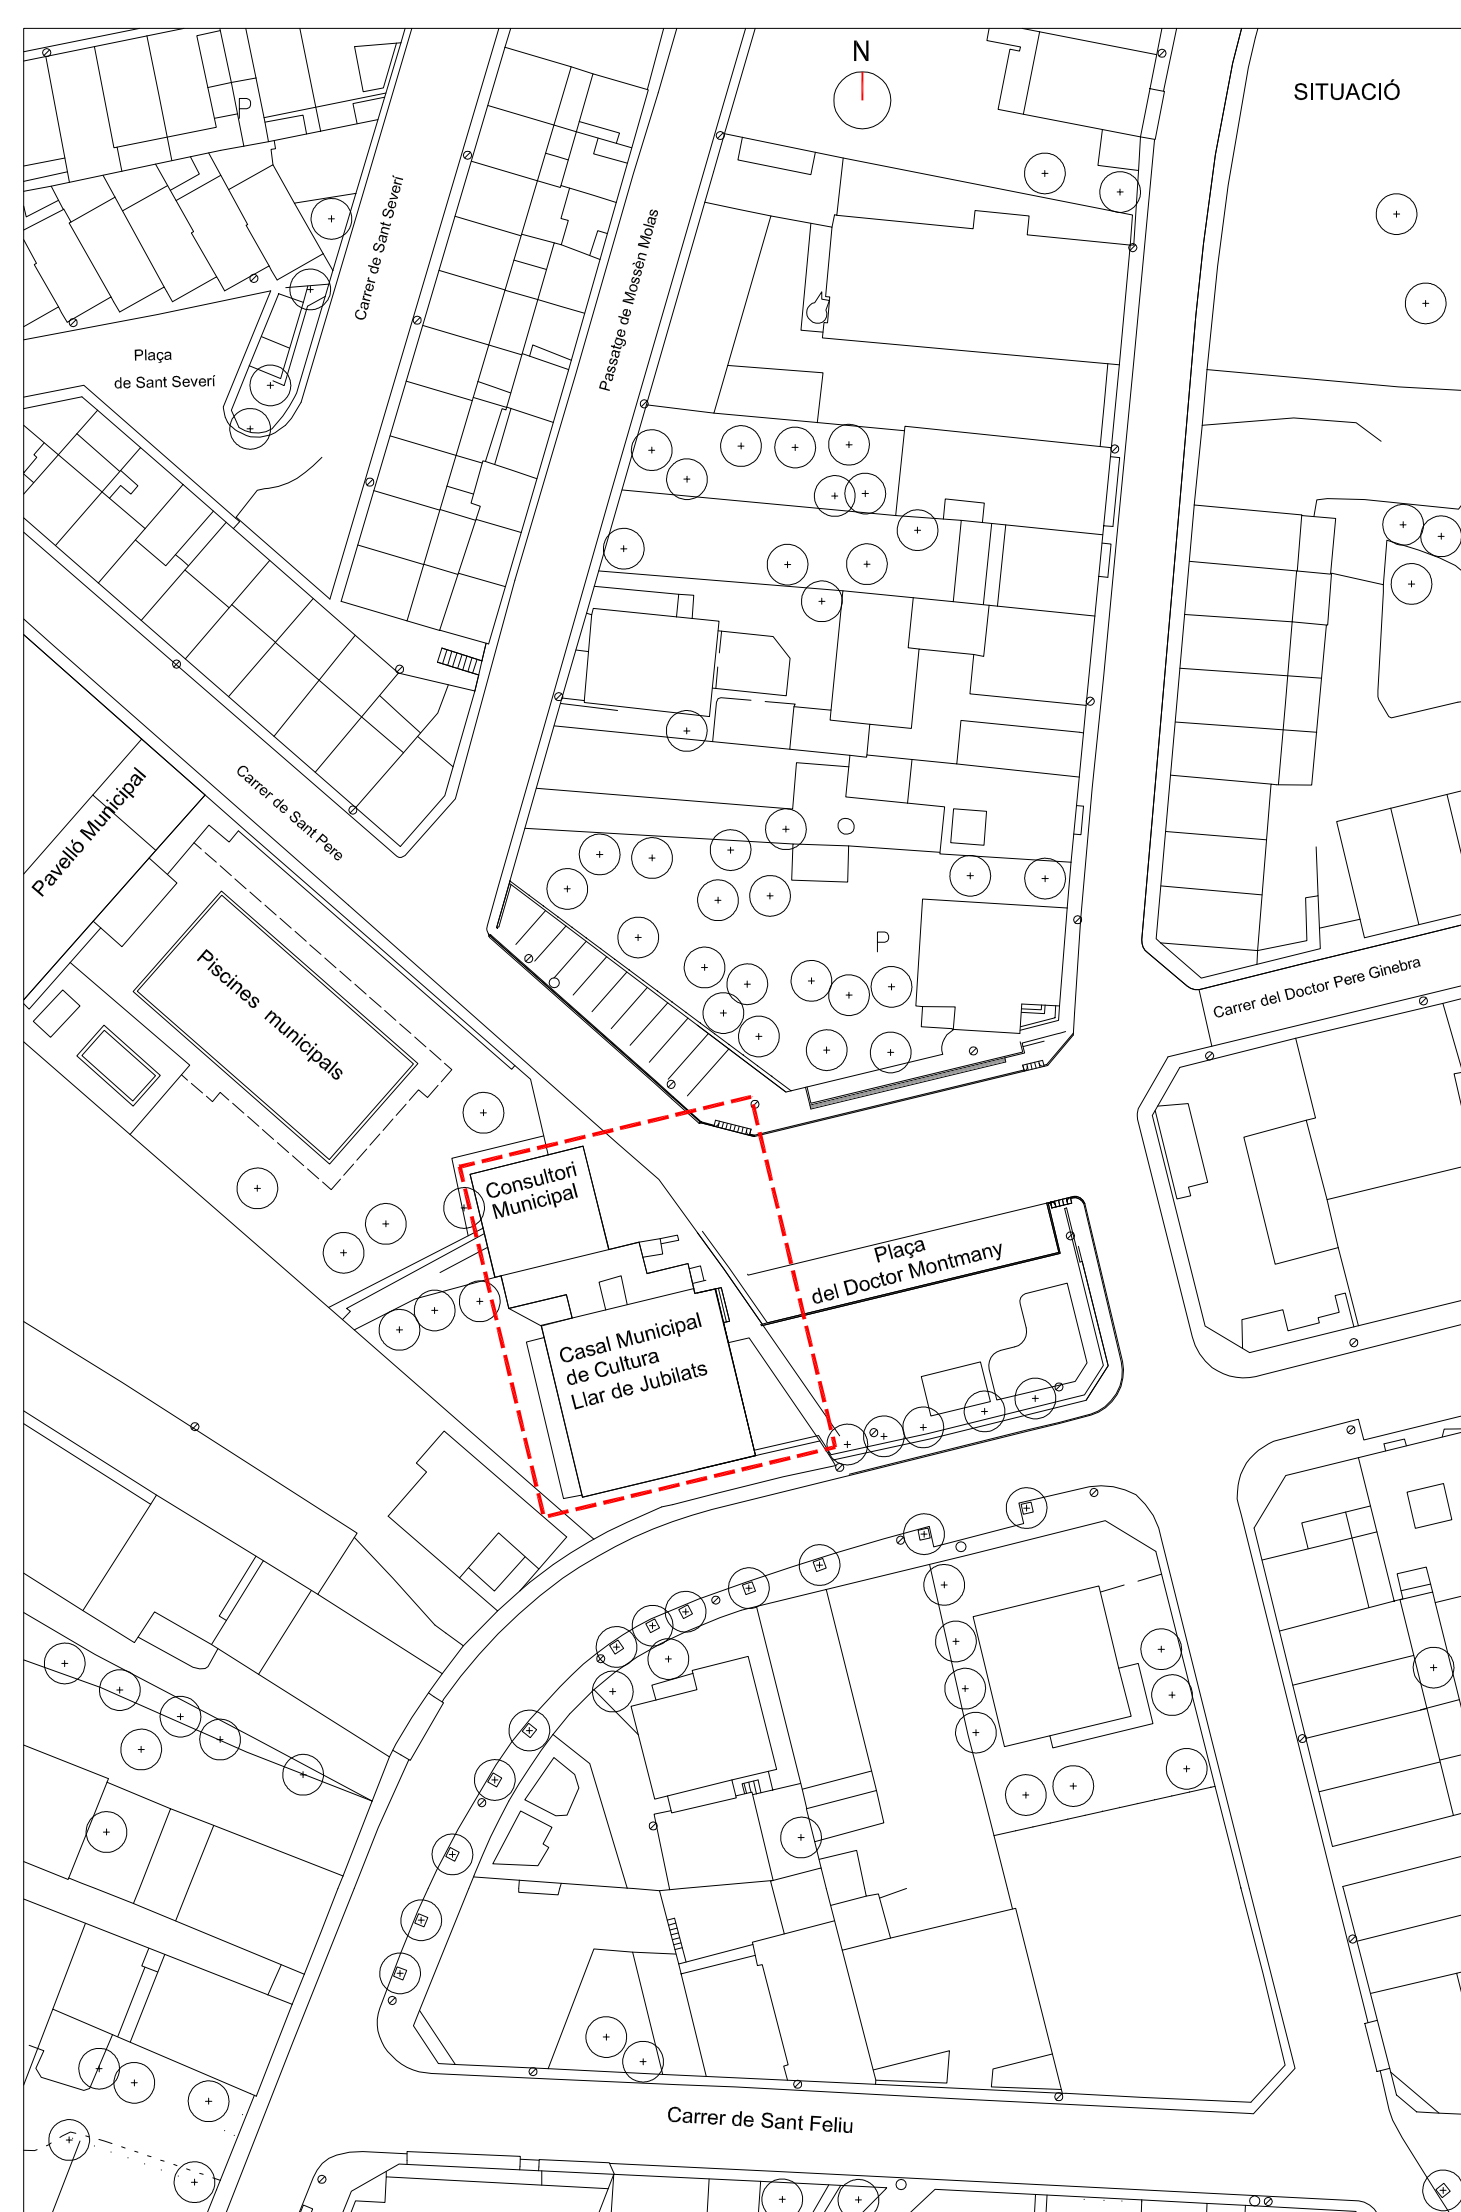 N
SITUACIÓ
P
Carrer de Sant Severí
Passatge de Mossèn Molas
Plaça
de Sant Severí
Carrer de Sant Pere
Pavelló Municipal
Piscines municipals
P
Carrer del Doctor Pere Ginebra
Consultori
Municipal
Plaça
del Doctor Montmany
Casal Municipal
de Cultura
Llar de Jubilats
Carrer de Sant Feliu